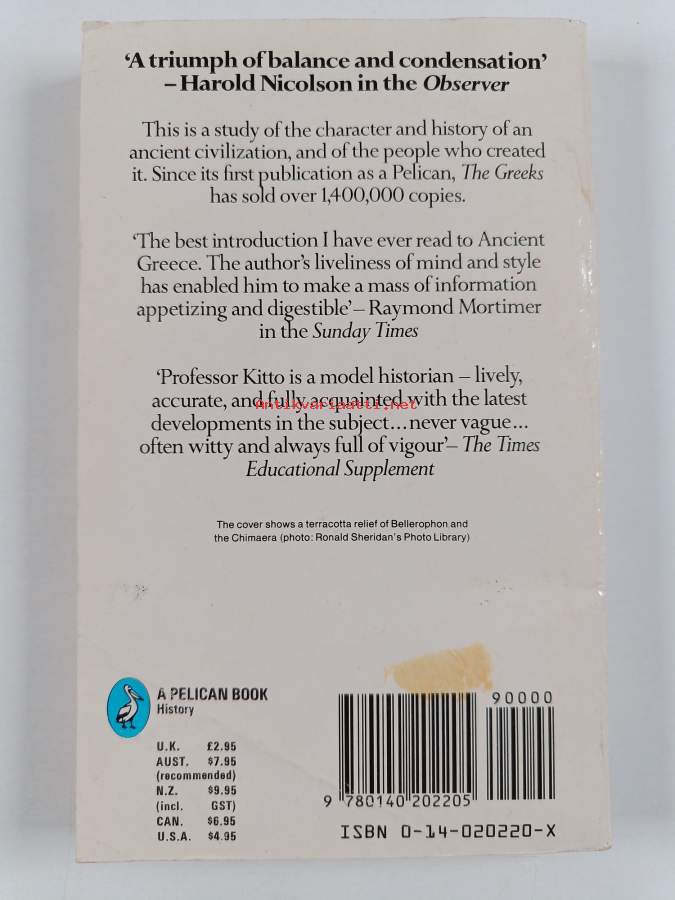 ‘A triumph of balance and condensation’
– Harold Nicolson in the Observer
This is a study of the character and history of an
ancient civilization, and of the people who created
it. Since its first publication as a Pelican, The Greeks
has sold over 1,400,000 copies.
‘The best introduction I have ever read to Ancient
Greece. The author’s liveliness of mind and style
has enabled him to make a mass of information
appetizing and digestible’ – Raymond Mortimer
in the Sunday Times
‘Professor Kitto is a model historian – lively,
accurate, and fully acquainted with the latest
Antikvariaatti.net
developments in the subject...never vague...
often witty and always full of vigour’– The Times
Educational Supplement
The cover shows a terracotta relief of Bellerophon and
the Chimaera (photo: Ronald Sheridan’s Photo Library)
A PELICAN BOOK
History
U.K. £2.95
AUST. $7.95
(recommended)
N.Z. $9.95
(incl. GST)
CAN. $6.95
U.S.A. $4.95
90000
9 780140 202205
ISBN 0-14-020220-X